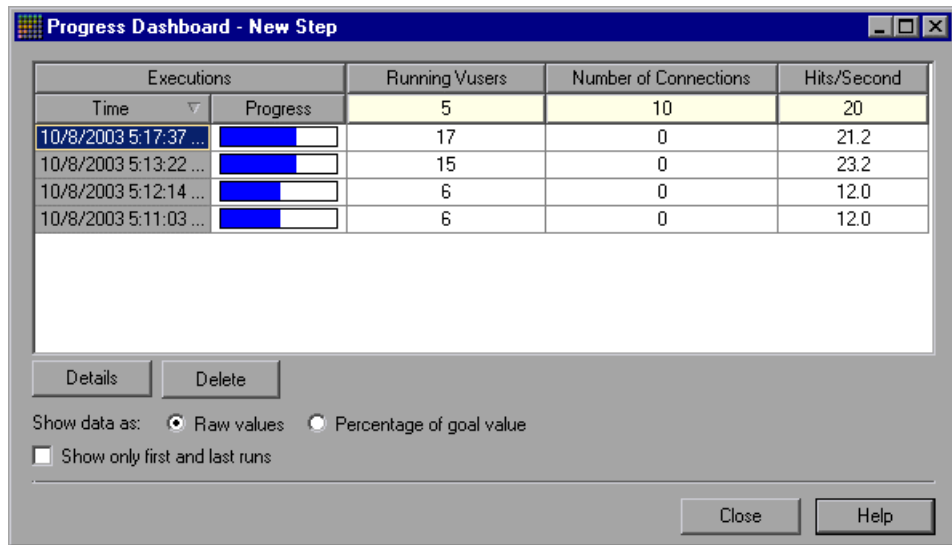 Progress Dashboard - New Step
Executions Running Vusers Number of Connections Hits/Second
Time Progress 5 10 20
10/8/2003 5:17:37 ... 17 0 21.2
10/8/2003 5:13:22 ... 15 0 23.2
10/8/2003 5:12:14 ... 6 0 12.0
10/8/2003 5:11:03 ... 6 0 12.0
Details Delete
Show data as: Raw values Percentage of goal value
Show only first and last runs
Close Help